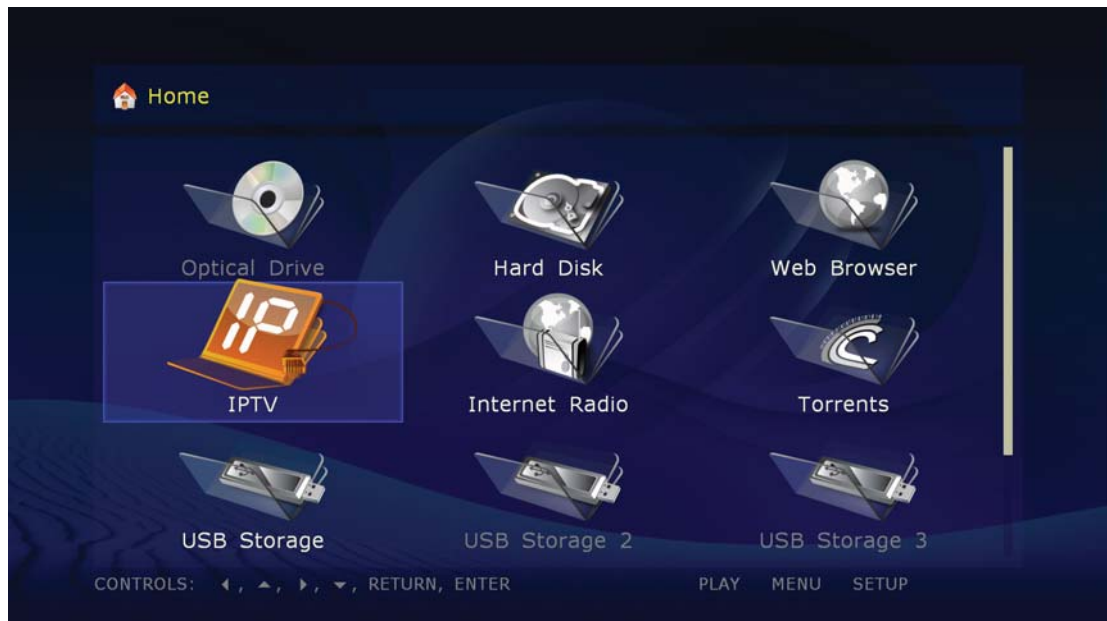 Home
Optical Drive
Hard Disk
Web Browser
IP
IPTV
Internet Radio
C
Torrents
USB Storage
USB Storage 2
USB Storage 3
CONTROLS: ◂, ▴, ▸, ▾, RETURN, ENTER
PLAY MENU SETUP